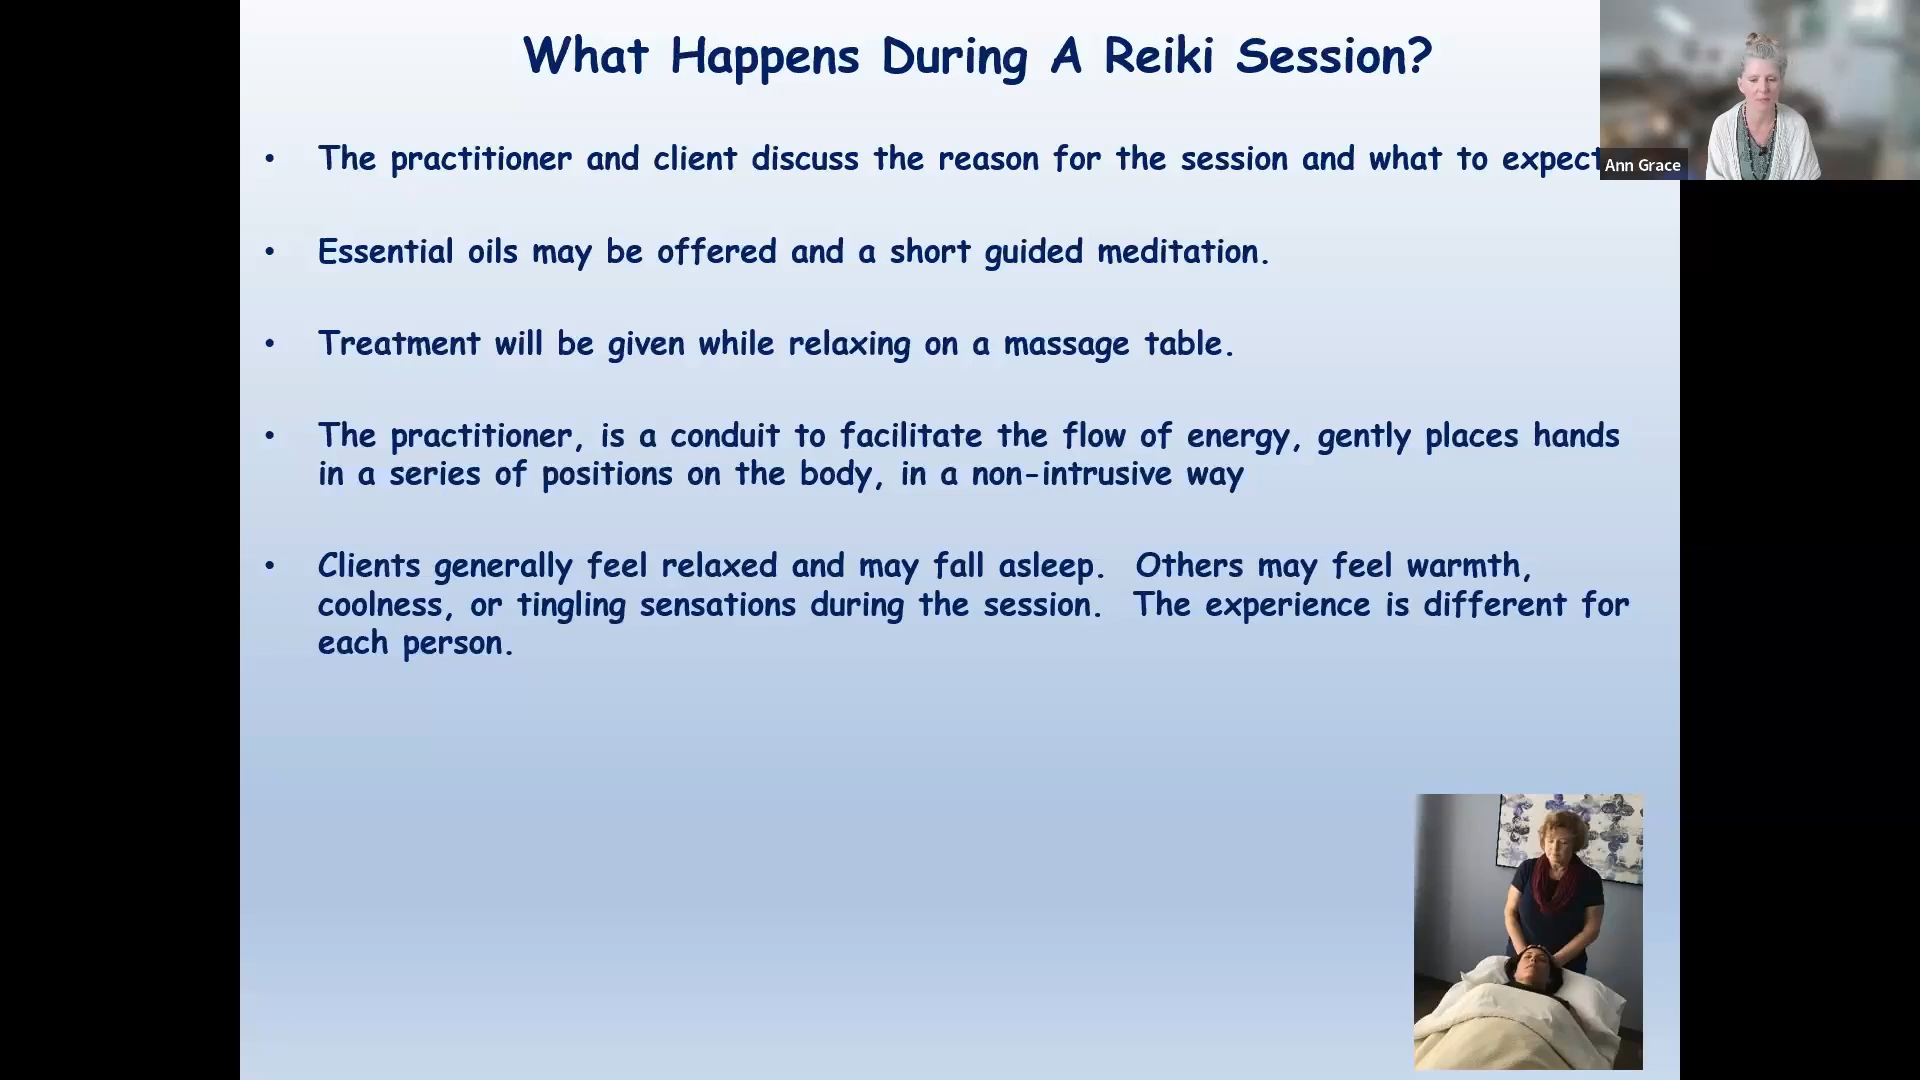 What Happens During A Reiki Session?
• The practitioner and client discuss the reason for the session and what to expect
• Essential oils may be offered and a short guided meditation.
• Treatment will be given while relaxing on a massage table.
• The practitioner, is a conduit to facilitate the flow of energy, gently places hands
in a series of positions on the body, in a non-intrusive way
• Clients generally feel relaxed and may fall asleep.  Others may feel warmth,
coolness, or tingling sensations during the session.  The experience is different for
each person.
Ann Grace